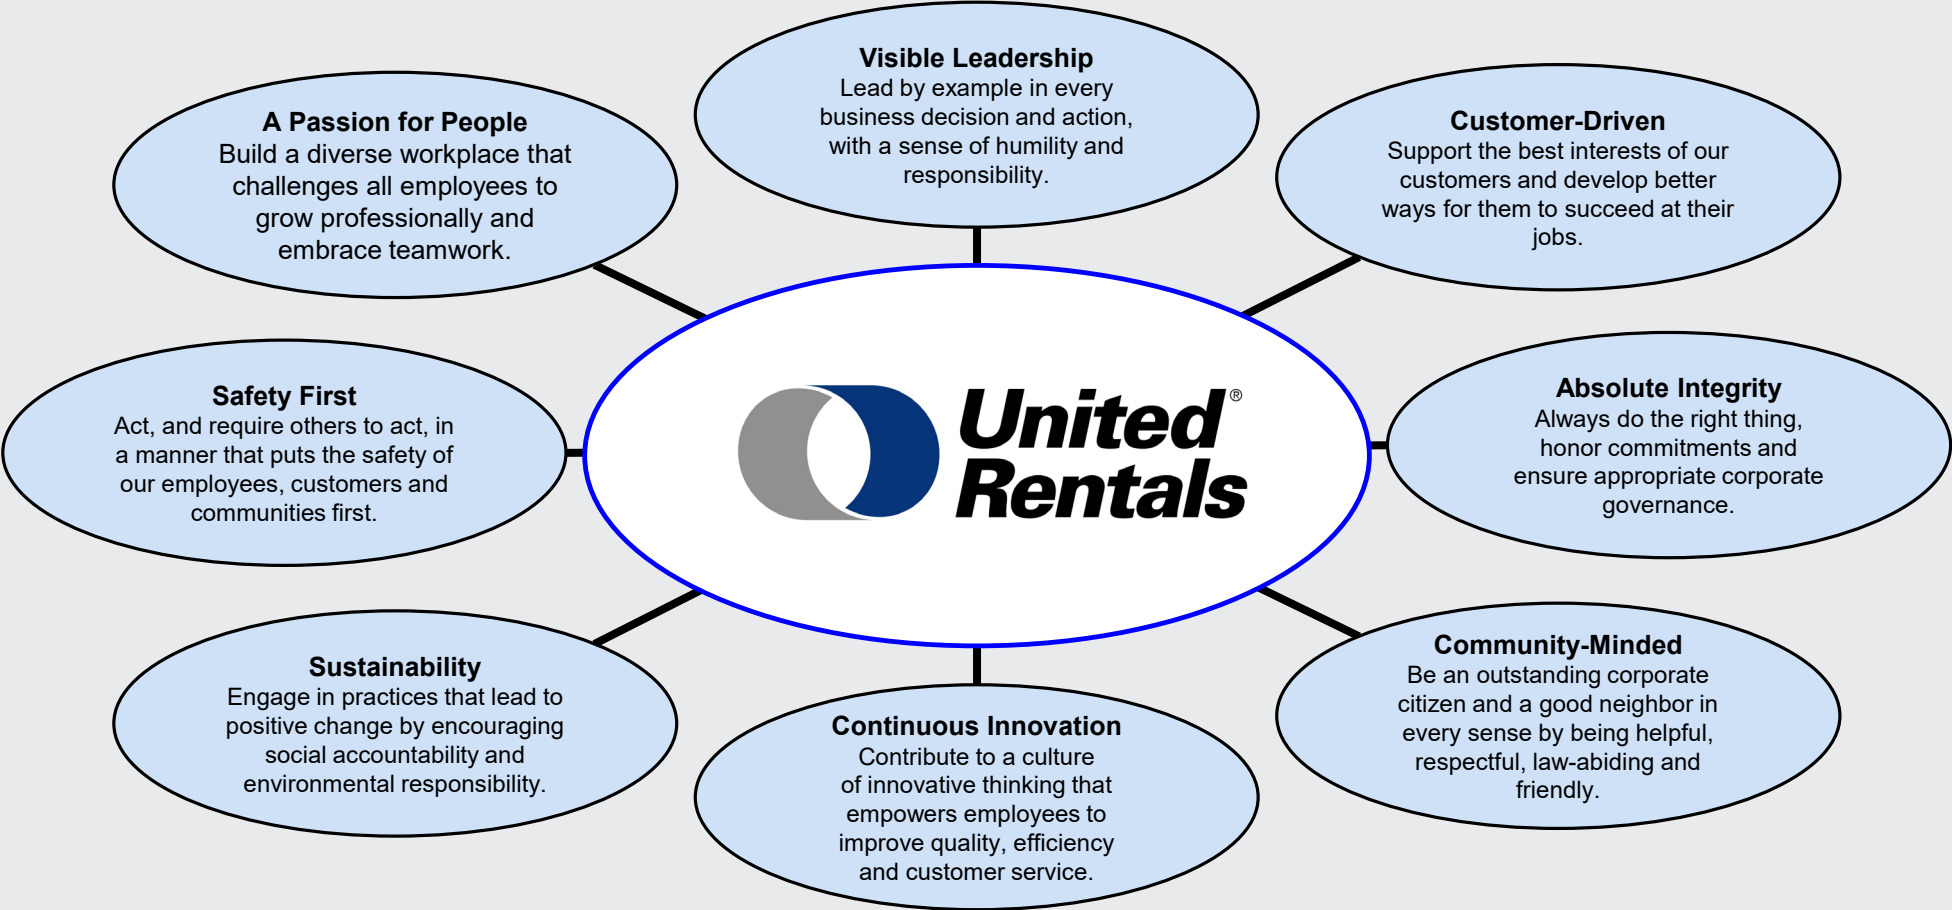 Visible Leadership
Lead by example in every
business decision and action,
with a sense of humility and
responsibility.
A Passion for People
Build a diverse workplace that
challenges all employees to
grow professionally and
embrace teamwork.
Customer-Driven
Support the best interests of our
customers and develop better
ways for them to succeed at their
jobs.
Safety First
Act, and require others to act, in
a manner that puts the safety of
our employees, customers and
communities first.
United®
Rentals
Absolute Integrity
Always do the right thing,
honor commitments and
ensure appropriate corporate
governance.
Sustainability
Engage in practices that lead to
positive change by encouraging
social accountability and
environmental responsibility.
Continuous Innovation
Contribute to a culture
of innovative thinking that
empowers employees to
improve quality, efficiency
and customer service.
Community-Minded
Be an outstanding corporate
citizen and a good neighbor in
every sense by being helpful,
respectful, law-abiding and
friendly.